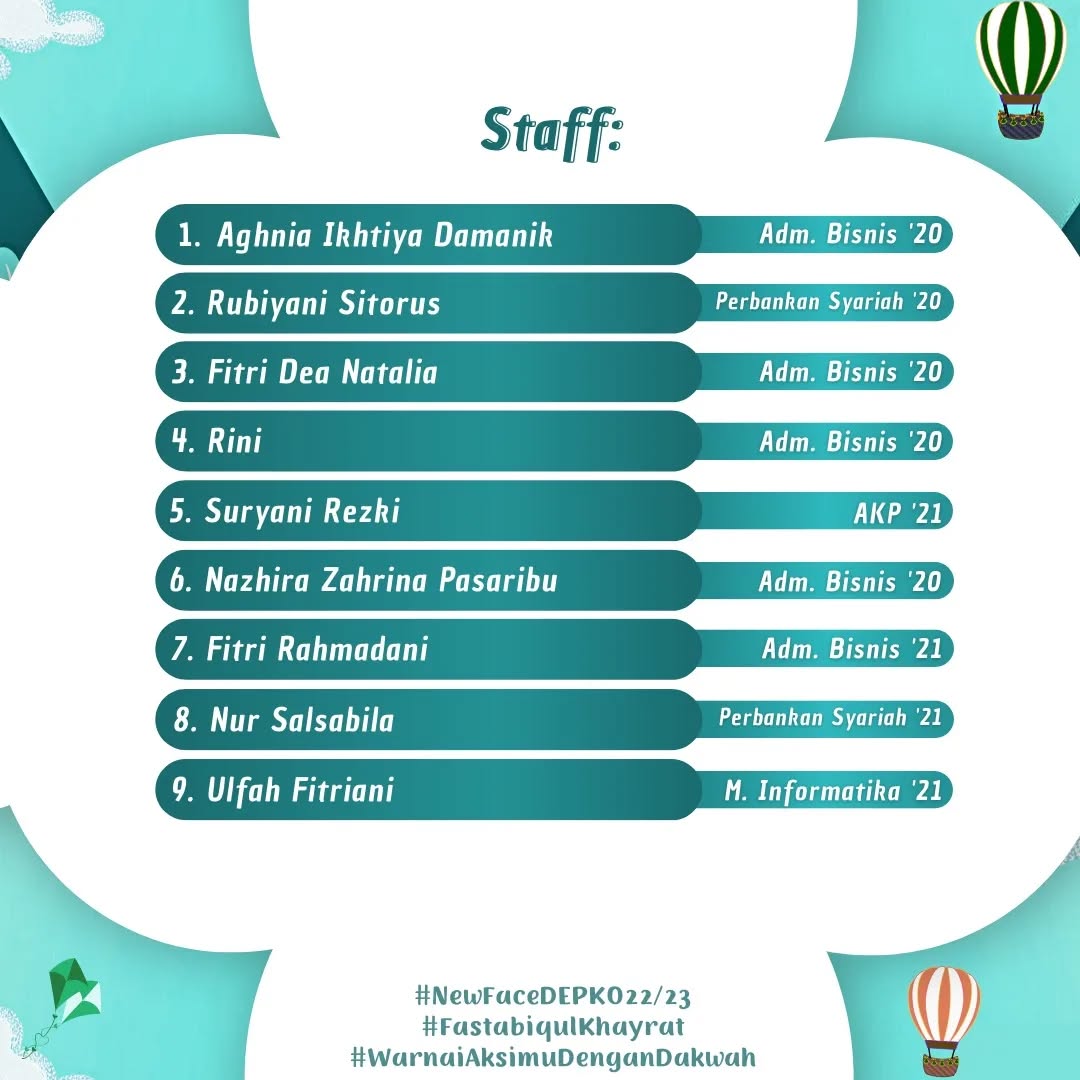 Staff:
1. Aghnia Ikhtiya Damanik Adm. Bisnis '20
2. Rubiyani Sitorus Perbankan Syariah '20
3. Fitri Dea Natalia Adm. Bisnis '20
4. Rini Adm. Bisnis '20
5. Suryani Rezki AKP '21
6. Nazhira Zahrina Pasaribu Adm. Bisnis '20
7. Fitri Rahmadani Adm. Bisnis '21
8. Nur Salsabila Perbankan Syariah '21
9. Ulfah Fitriani M. Informatika '21
#NewFaceDEPKO22/23
#FastabiqulKhayrat
#WarnaiAksimuDenganDakwah